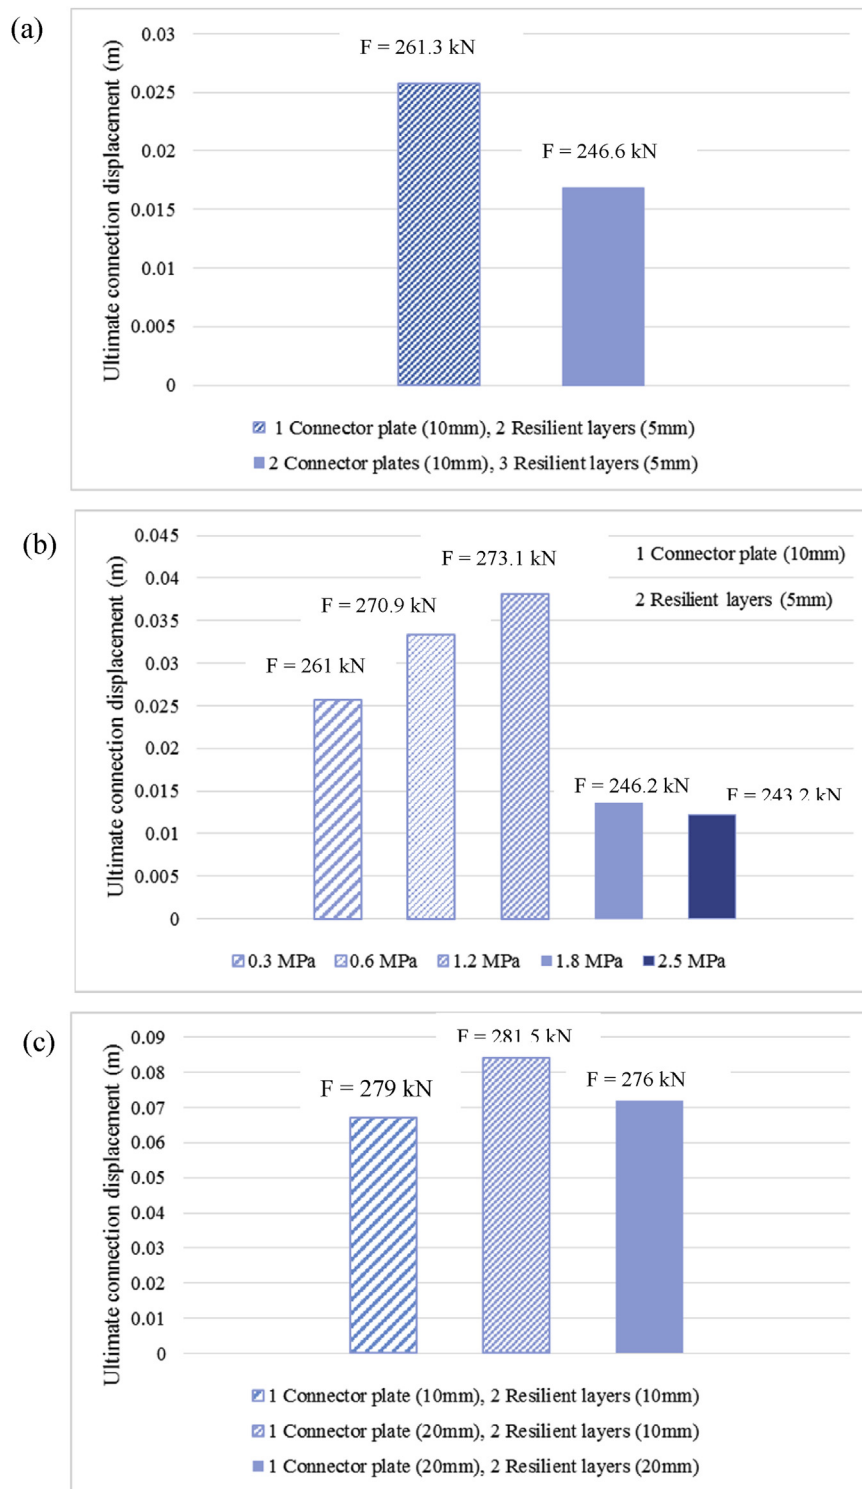 (a)
Ultimate connection displacement (m)
0.03
0.025
0.02
0.015
0.01
0.005
0
F = 261.3 kN
F = 246.6 kN
1 Connector plate (10mm), 2 Resilient layers (5mm)
2 Connector plates (10mm), 3 Resilient layers (5mm)
(b)
Ultimate connection displacement (m)
0.045
0.04
0.035
0.03
0.025
0.02
0.015
0.01
0.005
0
F = 261 kN
F = 270.9 kN
F = 273.1 kN
F = 246.2 kN
F = 243.2 kN
1 Connector plate (10mm)
2 Resilient layers (5mm)
0.3 MPa 0.6 MPa 1.2 MPa 1.8 MPa 2.5 MPa
(c)
Ultimate connection displacement (m)
0.09
0.08
0.07
0.06
0.05
0.04
0.03
0.02
0.01
0
F = 279 kN
F = 281.5 kN
F = 276 kN
1 Connector plate (10mm), 2 Resilient layers (10mm)
1 Connector plate (20mm), 2 Resilient layers (10mm)
1 Connector plate (20mm), 2 Resilient layers (20mm)